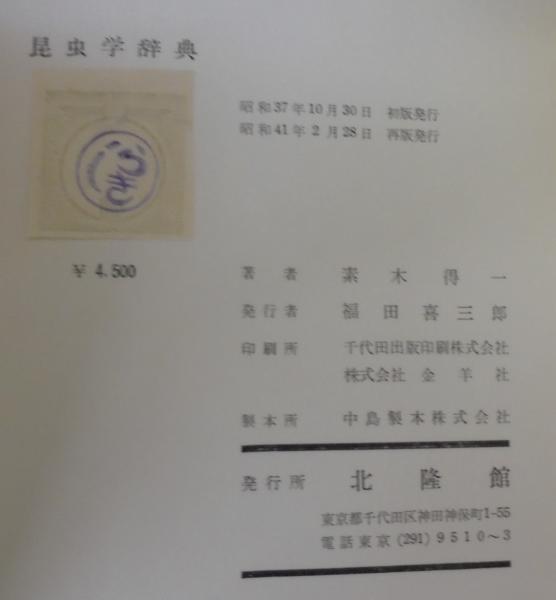 昆虫学辞典
昭和37年10月30日 初版発行
昭和41年2月28日 再版発行
¥ 4.500
著者 素木得一
発行者 福田喜三郎
印刷所 千代田出版印刷株式会社
株式会社 金羊社
製本所 中島製本株式会社
発行所 北隆館
東京都千代田区神田神保町1-55
電話東京 (291) 9510～3